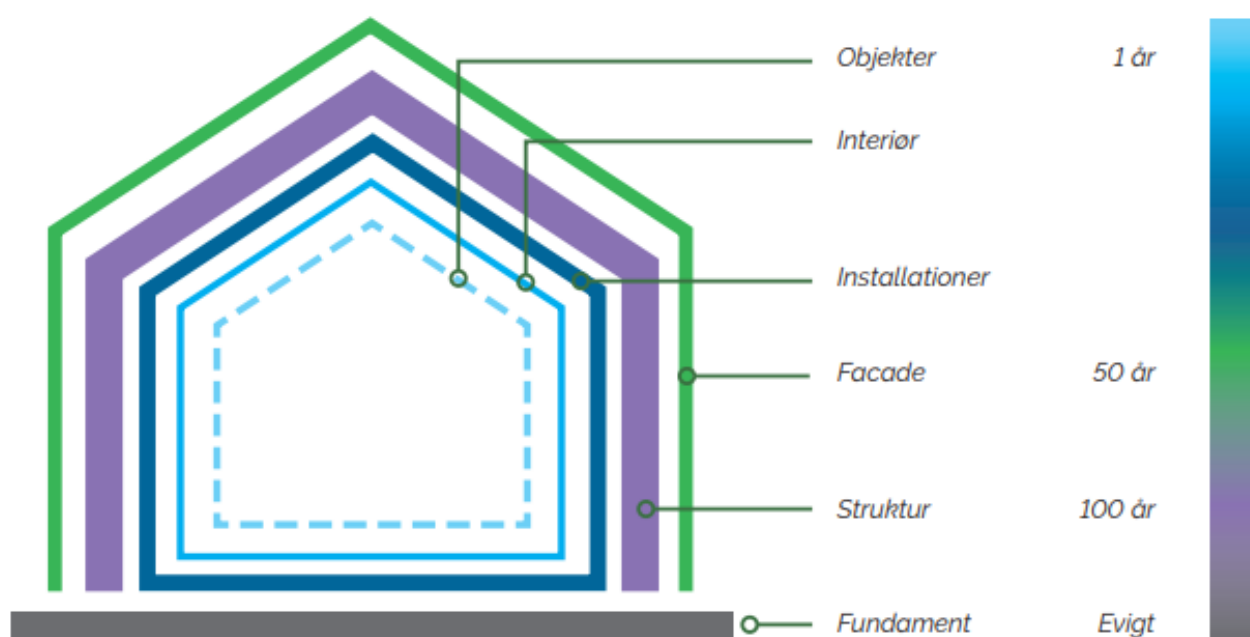 Objekter 1 år
Interiør
Installationer
Facade 50 år
Struktur 100 år
Fundament Evigt